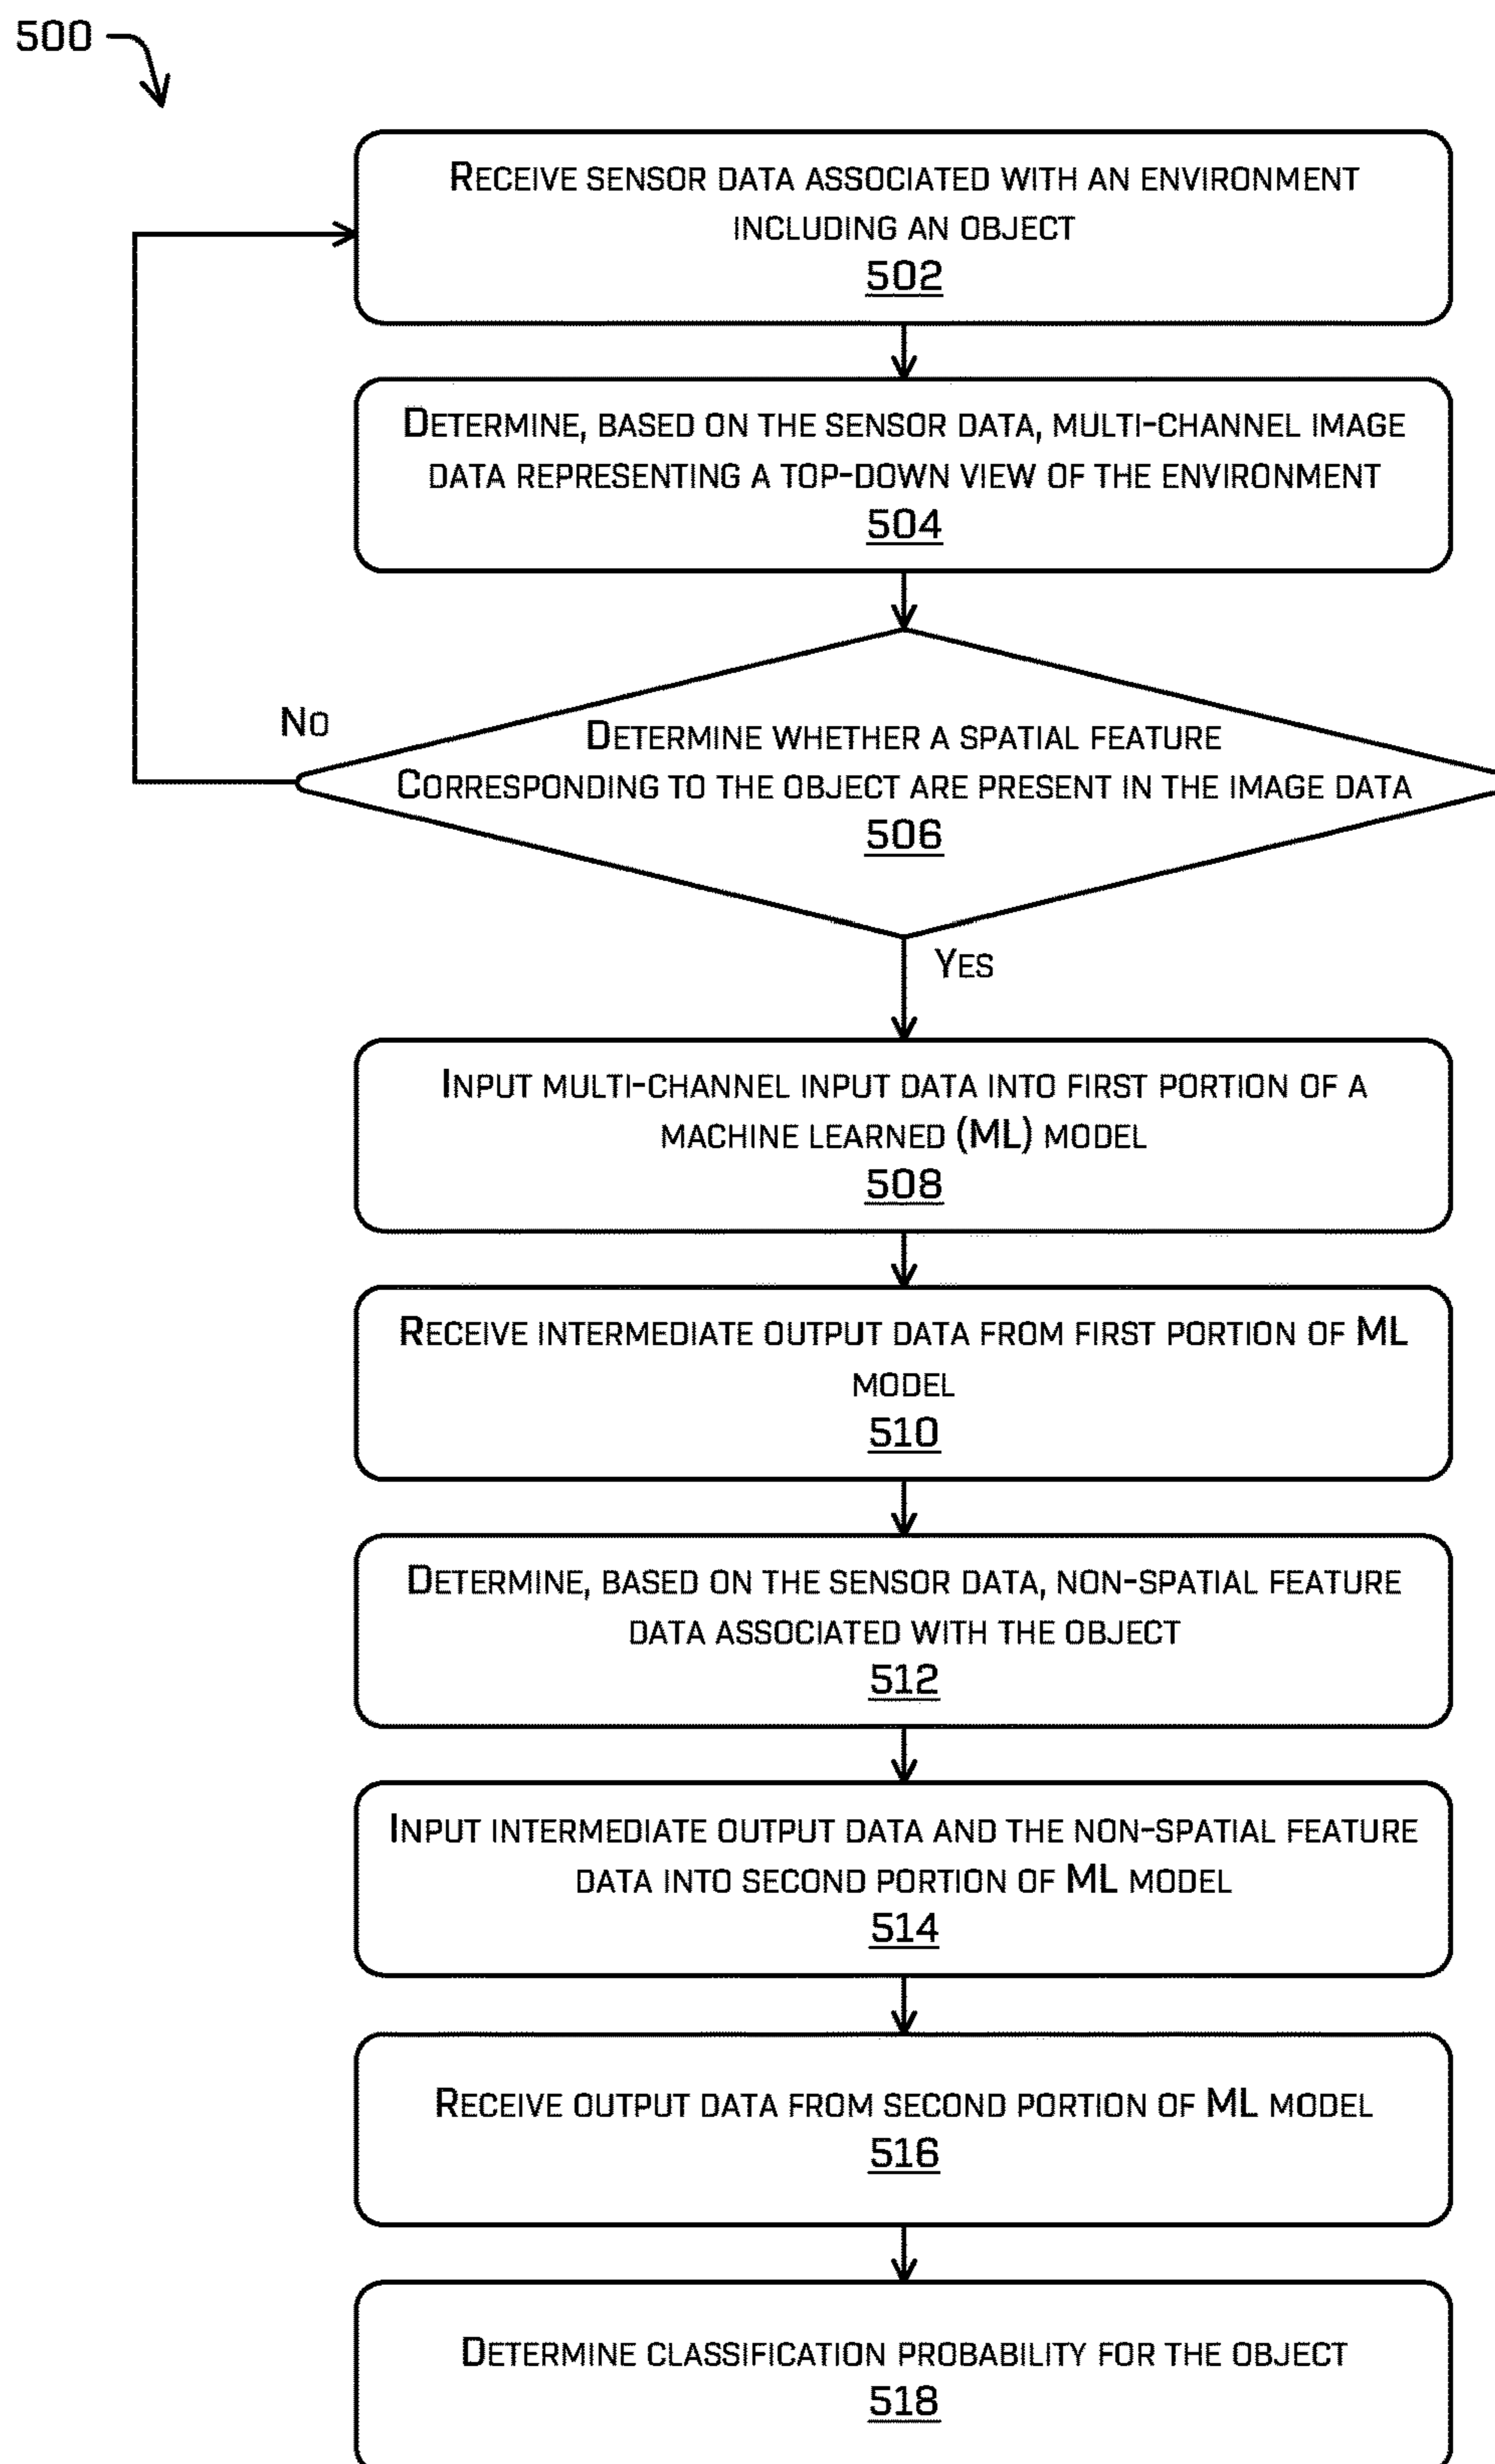 500
Receive sensor data associated with an environment
including an object
502
Determine, based on the sensor data, multi-channel image
data representing a top-down view of the environment
504
No
Determine whether a spatial feature
Corresponding to the object are present in the image data
506
Yes
Input multi-channel input data into first portion of a
machine learned (ML) model
508
Receive intermediate output data from first portion of ML
model
510
Determine, based on the sensor data, non-spatial feature
data associated with the object
512
Input intermediate output data and the non-spatial feature
data into second portion of ML model
514
Receive output data from second portion of ML model
516
Determine classification probability for the object
518